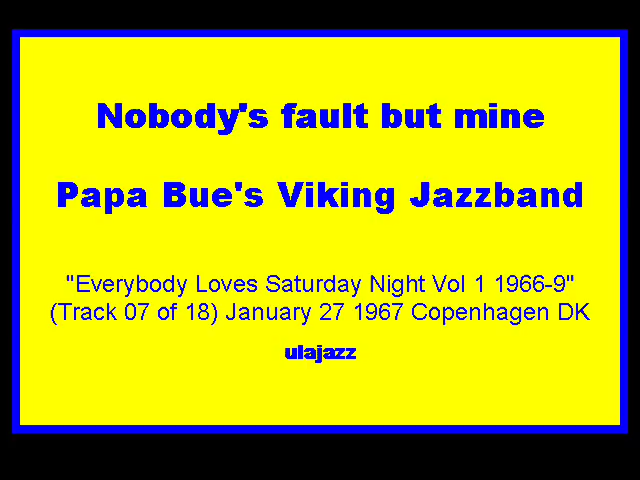 Nobody's fault but mine
Papa Bue's Viking Jazzband
"Everybody Loves Saturday Night Vol 1 1966-9"
(Track 07 of 18) January 27 1967 Copenhagen DK
ulajazz